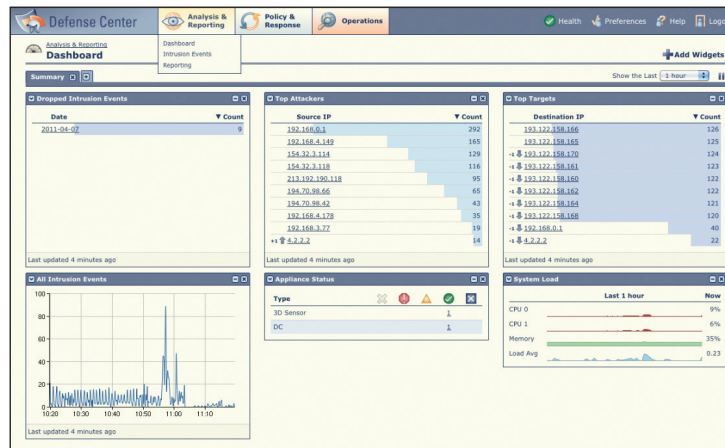 Defense Center
Analysis & Reporting
Policy & Response
Operations
Health
Preferences
Help
Logo
Dashboard
Intrusion Events
Reporting
Analysis & Reporting
Dashboard
Add Widgets
Summary
Show the Last 1 hour
Dropped Intrusion Events
Date Count
2011-04-07 9
Last updated 4 minutes ago
Top Attackers
Source IP Count
192.168.0.1 292
192.168.4.149 165
154.32.3.114 129
154.32.3.118 116
213.192.190.118 95
194.70.98.66 65
194.70.98.42 43
192.168.4.178 35
192.168.3.77 19
+1 4.2.2.2 14
Last updated 4 minutes ago
Top Targets
Destination IP Count
193.122.158.166 126
193.122.158.165 125
-1 193.122.158.170 124
-1 193.122.158.161 123
-1 193.122.158.160 122
-1 193.122.158.162 122
-1 193.122.158.164 121
-1 193.122.158.168 120
-1 192.168.0.1 40
-1 4.2.2.2 22
Last updated 4 minutes ago
All Intrusion Events
100
80
60
40
20
0
10:20 10:30 10:40 10:50 11:00 11:10
Last updated 4 minutes ago
Appliance Status
Type
3D Sensor 1
DC 1
System Load
Last 1 hour Now
CPU 0 9%
CPU 1 6%
Memory 35%
Load Avg 0.23